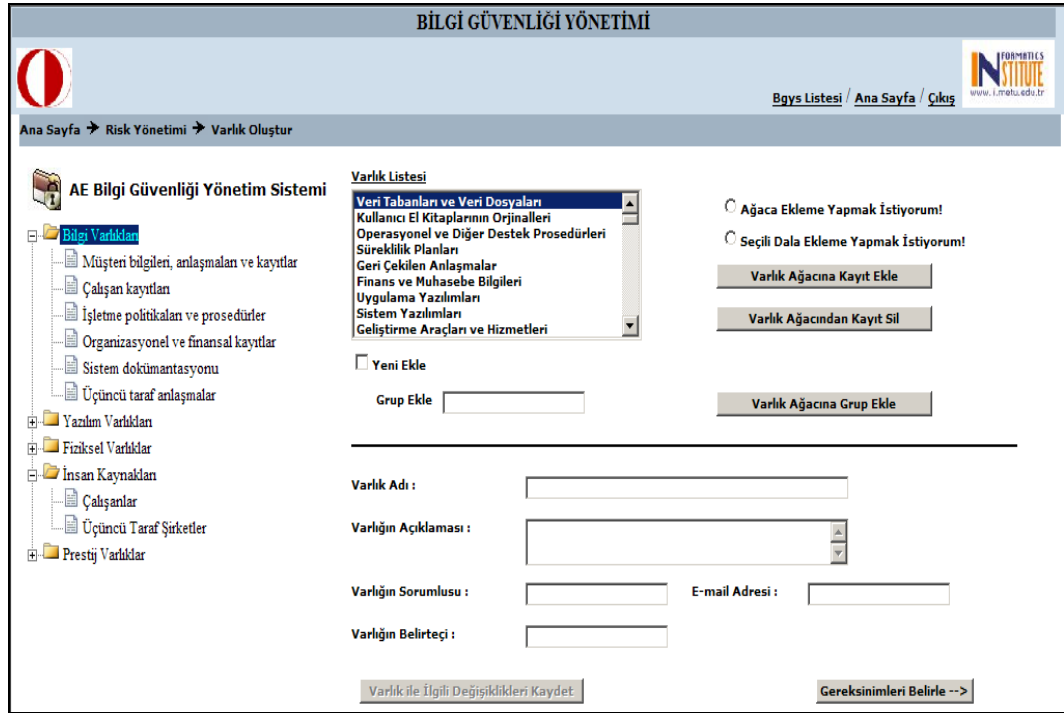 BİLGİ GÜVENLİĞİ YÖNETİMİ
INFORMATICS
INSTITUTE
www.i.metu.edu.tr
Bgys Listesi / Ana Sayfa / Çıkış
Ana Sayfa → Risk Yönetimi → Varlık Oluştur
AE Bilgi Güvenliği Yönetim Sistemi
Bilgi Varlıkları
Müşteri bilgileri, anlaşmaları ve kayıtlar
Çalışan kayıtları
İşletme politikaları ve prosedürler
Organizasyonel ve finansal kayıtlar
Sistem dokümantasyonu
Üçüncü taraf anlaşmalar
Yazılım Varlıkları
Fiziksel Varlıklar
İnsan Kaynakları
Çalışanlar
Üçüncü Taraf Şirketler
Prestij Varlıklar
Varlık Listesi
Veri Tabanları ve Veri Dosyaları
Kullanıcı El Kitaplarının Orjinalleri
Operasyonel ve Diğer Destek Prosedürleri
Süreklilik Planları
Geri Çekilen Anlaşmalar
Finans ve Muhasebe Bilgileri
Uygulama Yazılımları
Sistem Yazılımları
Geliştirme Araçları ve Hizmetleri
Ağaca Ekleme Yapmak İstiyorum!
Seçili Dala Ekleme Yapmak İstiyorum!
Varlık Ağacına Kayıt Ekle
Varlık Ağacından Kayıt Sil
Yeni Ekle
Grup Ekle
Varlık Ağacına Grup Ekle
Varlık Adı :
Varlığın Açıklaması :
Varlığın Sorumlusu :
E-mail Adresi :
Varlığın Belirteçi :
Varlık ile İlgili Değişiklikleri Kaydet
Gereksinimleri Belirle -->